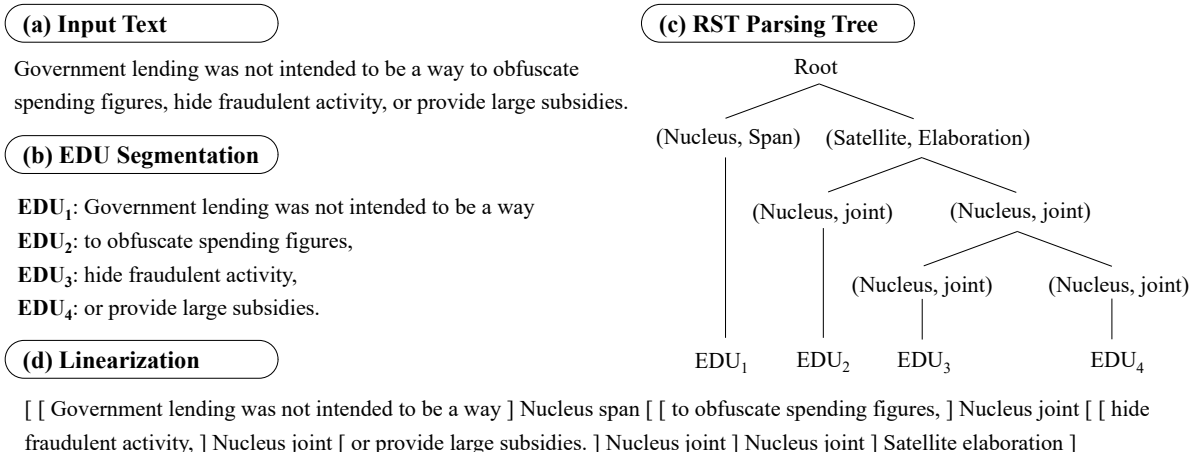 (a) Input Text
Government lending was not intended to be a way to obfuscate
spending figures, hide fraudulent activity, or provide large subsidies.
(b) EDU Segmentation
EDU1: Government lending was not intended to be a way
EDU2: to obfuscate spending figures,
EDU3: hide fraudulent activity,
EDU4: or provide large subsidies.
(c) RST Parsing Tree
Root
(Nucleus, Span) (Satellite, Elaboration)
(Nucleus, joint) (Nucleus, joint)
(Nucleus, joint) (Nucleus, joint)
EDU1 EDU2 EDU3 EDU4
(d) Linearization
[ [ Government lending was not intended to be a way ] Nucleus span [ [ to obfuscate spending figures, ] Nucleus joint [ [ hide
fraudulent activity, ] Nucleus joint [ or provide large subsidies. ] Nucleus joint ] Nucleus joint ] Satellite elaboration ]